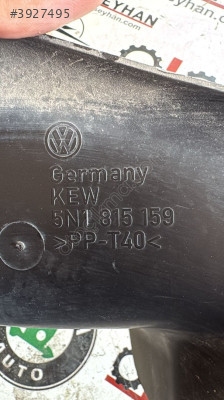 #3927495
EYHAN
Germany
KEW
5N1 815 159
>PP-T40<